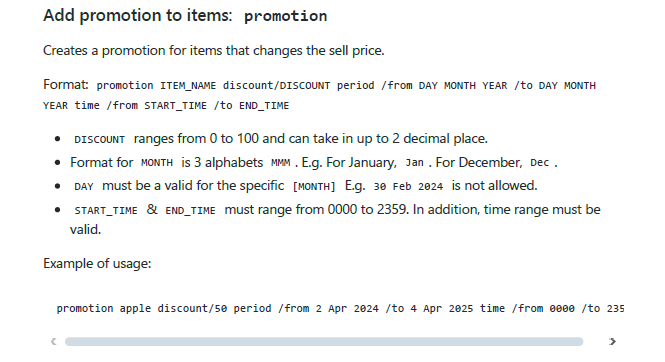 Add promotion to items: promotion
Creates a promotion for items that changes the sell price.
Format: promotion ITEM_NAME discount/DISCOUNT period /from DAY MONTH YEAR /to DAY MONTH
YEAR time /from START_TIME /to END_TIME
• DISCOUNT ranges from 0 to 100 and can take in up to 2 decimal place.
• Format for MONTH is 3 alphabets MMM . E.g. For January, Jan . For December, Dec .
• DAY must be a valid for the specific [MONTH] E.g. 30 Feb 2024 is not allowed.
• START_TIME & END_TIME must range from 0000 to 2359. In addition, time range must be
valid.
Example of usage:
promotion apple discount/50 period /from 2 Apr 2024 /to 4 Apr 2025 time /from 0000 /to 235